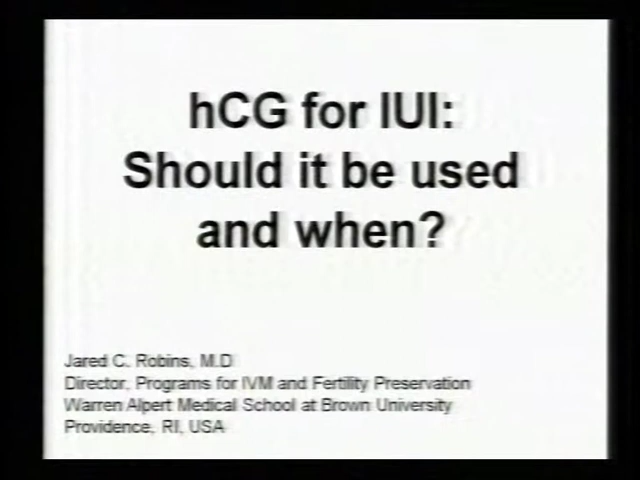 hCG for IUI:
Should it be used
and when?
Jared C. Robins, M.D
Director, Programs for IVM and Fertility Preservation
Warren Alpert Medical School at Brown University
Providence, RI, USA